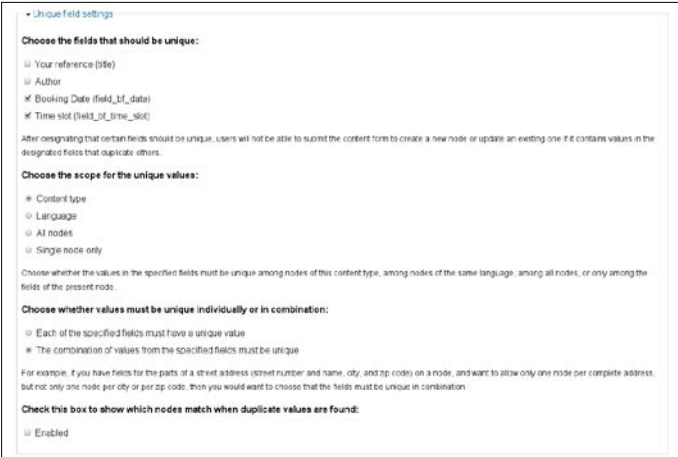 Unique field settings
Choose the fields that should be unique:
Your reference (title)
Author
Booking Date (field_bf_date)
Time slot (field_bf_time_slot)
After designating that certain fields should be unique, users will not be able to submit the content form to create a new node or update an existing one if it contains values in the
designated fields that duplicate others.
Choose the scope for the unique values:
Content type
Language
All nodes
Single node only
Choose whether the values in the specified fields must be unique among nodes of this content type, among nodes of the same language, among all nodes, or only among the
fields of the present node.
Choose whether values must be unique individually or in combination:
Each of the specified fields must have a unique value
The combination of values from the specified fields must be unique
For example, if you have fields for the parts of a street address (street number and name, city, and zip code) on a node, and want to allow only one node per complete address,
but not only one node per city or per zip code, then you would want to choose that the fields must be unique in combination
Check this box to show which nodes match when duplicate values are found:
Enabled